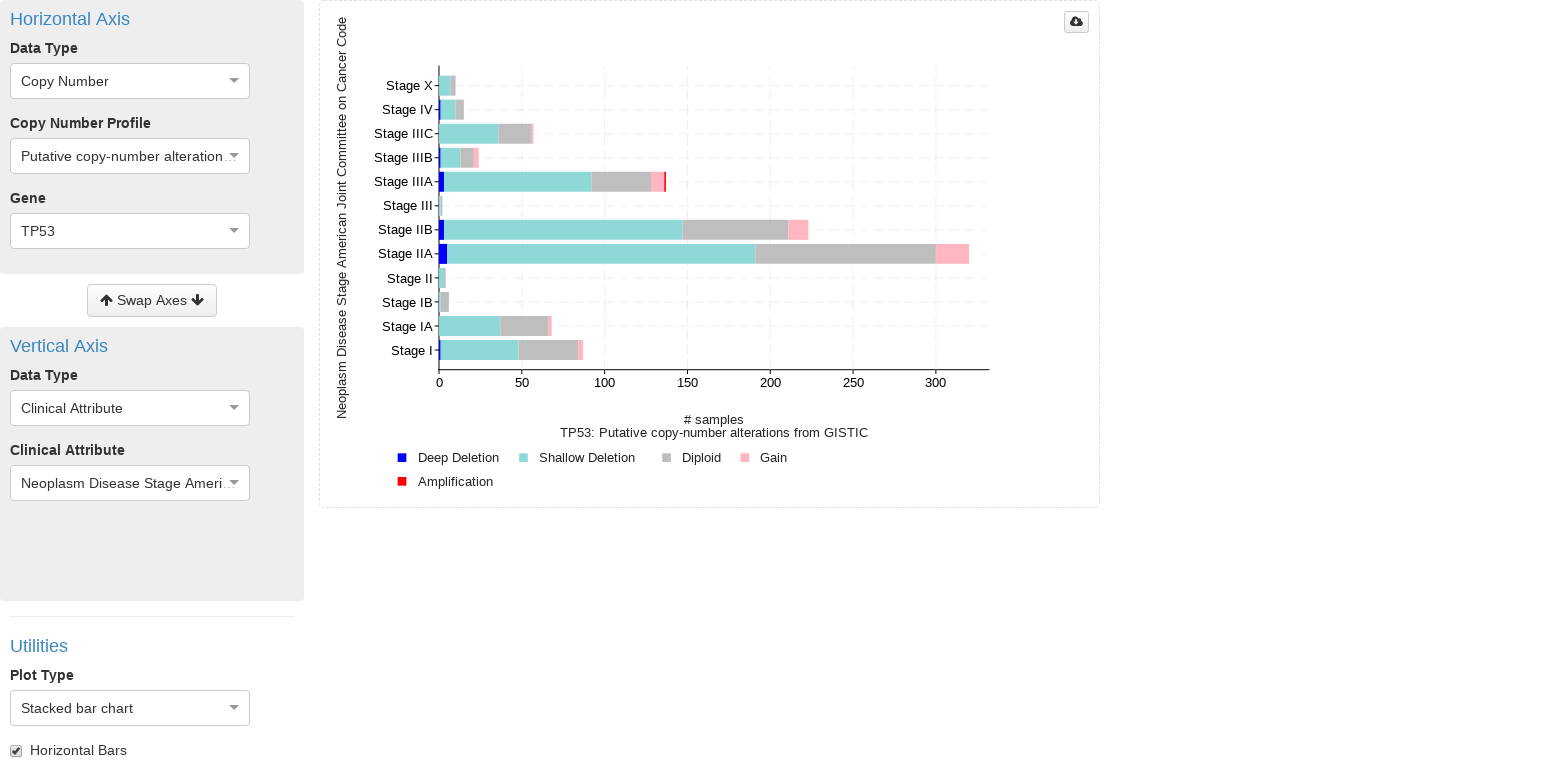 Horizontal Axis
Data Type
Copy Number
Copy Number Profile
Putative copy-number alteration...
Gene
TP53
Swap Axes
Vertical Axis
Data Type
Clinical Attribute
Clinical Attribute
Neoplasm Disease Stage Ameri...
Utilities
Plot Type
Stacked bar chart
Horizontal Bars
Neoplasm Disease Stage American Joint Committee on Cancer Code
Stage X
Stage IV
Stage IIIC
Stage IIIB
Stage IIIA
Stage III
Stage IIB
Stage IIA
Stage II
Stage IB
Stage IA
Stage I
0 50 100 150 200 250 300
# samples
TP53: Putative copy-number alterations from GISTIC
Deep Deletion Shallow Deletion Diploid Gain
Amplification